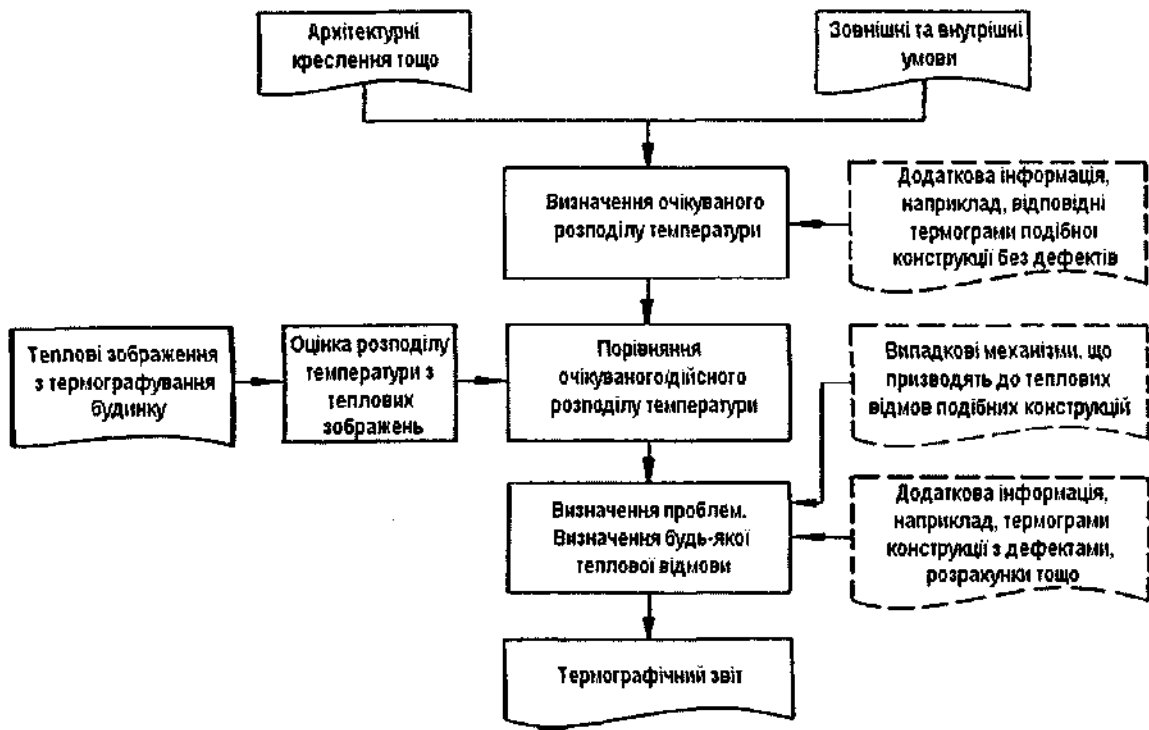 Архітектурні
креслення тощо
Зовнішні та внутрішні
умови
Визначення очікуваного
розподілу температури
Додаткова інформація,
наприклад, відповідні
термограми подібної
конструкції без дефектів
Теплові зображення
з термографування
будинку
Оцінка розподілу
температури з
теплових
зображень
Порівняння
очікуваного/дійсного
розподілу температури
Випадкові механізми, що
призводять до теплових
відмов подібних конструкцій
Визначення проблем.
Визначення будь-якої
теплової відмови
Додаткова інформація,
наприклад, термограми
конструкції з дефектами,
розрахунки тощо
Термографічний звіт